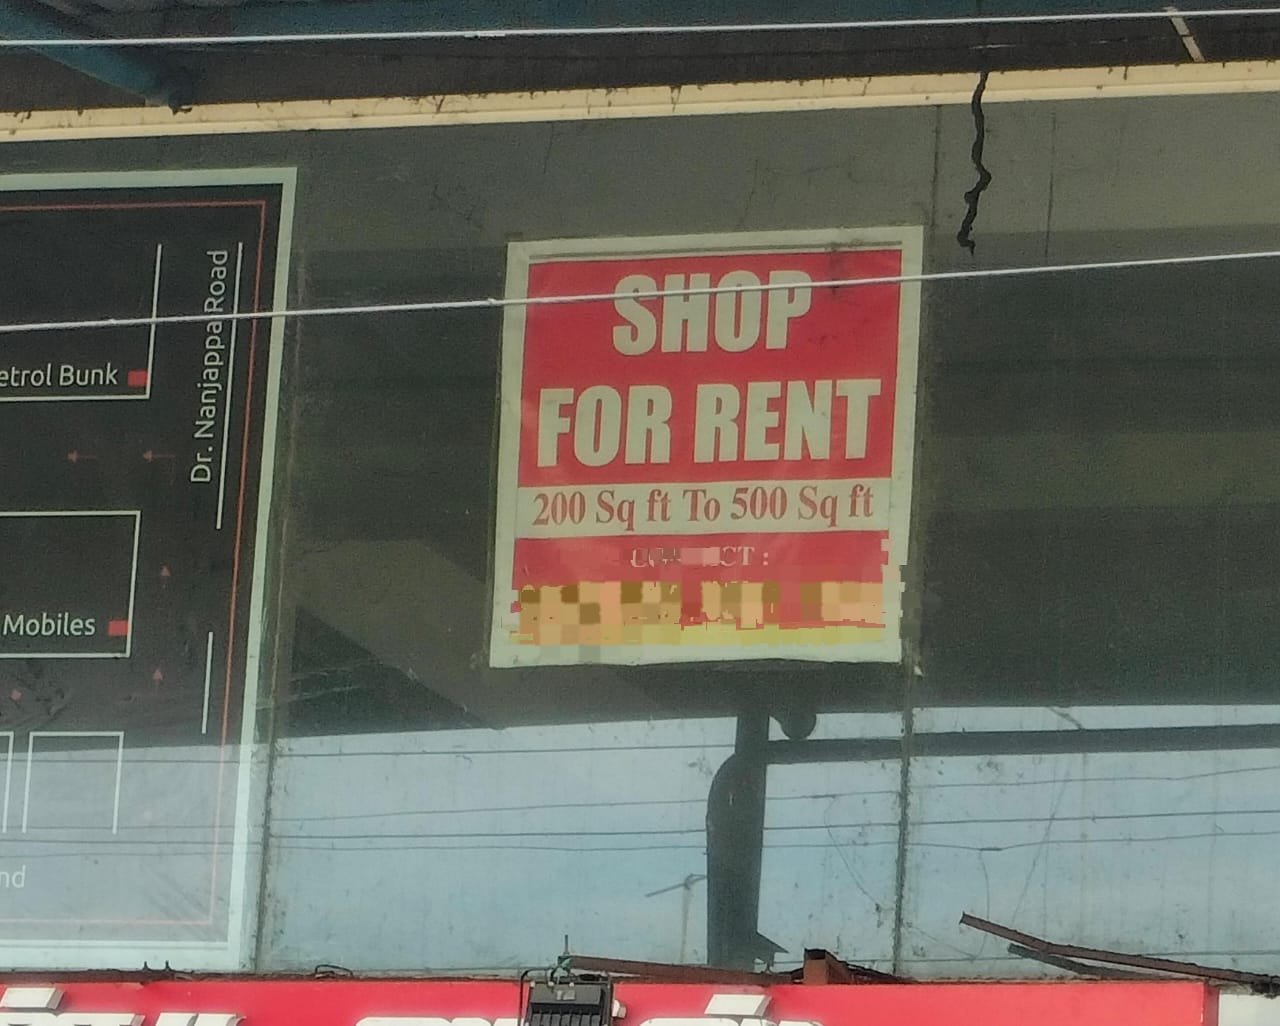 Dr. Nanjappa Road
etrol Bunk
Mobiles
nd
SHOP
FOR RENT
200 Sq ft To 500 Sq ft